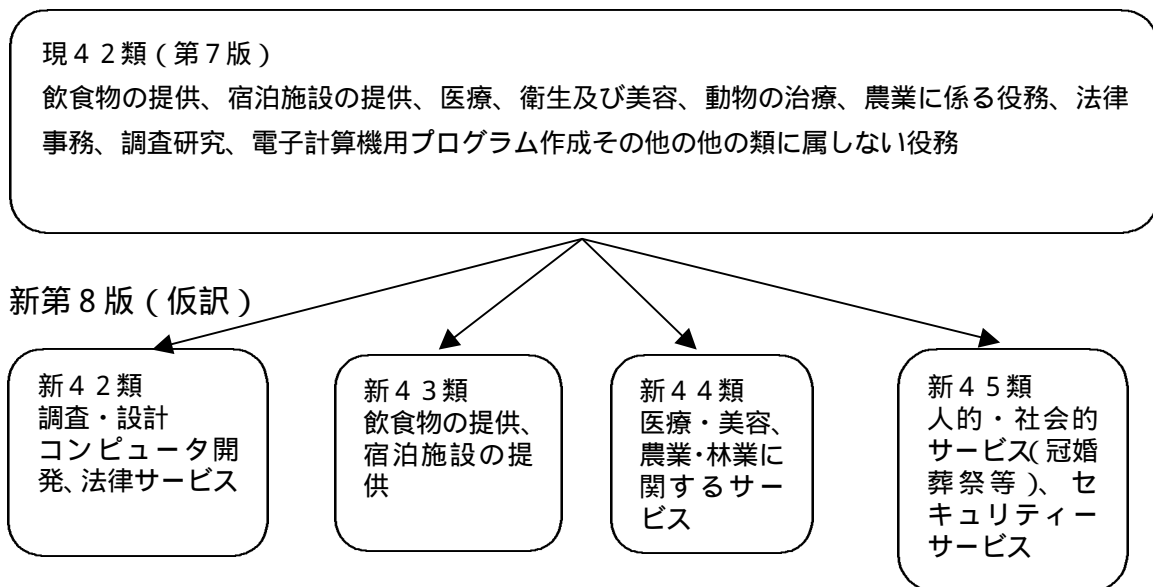 現４２類（第７版）
飲食物の提供、宿泊施設の提供、医療、衛生及び美容、動物の治療、農業に係る役務、法律
事務、調査研究、電子計算機用プログラム作成その他の他の類に属しない役務
新第８版（仮訳）
新４２類
調査・設計
コンピュータ開
発、法律サービス
新４３類
飲食物の提供、
宿泊施設の提
供
新４４類
医療・美容、
農業・林業に
関するサー
ビス
新４５類
人的・社会的
サービス（冠婚
葬祭等）、セ
キュリティー
サービス